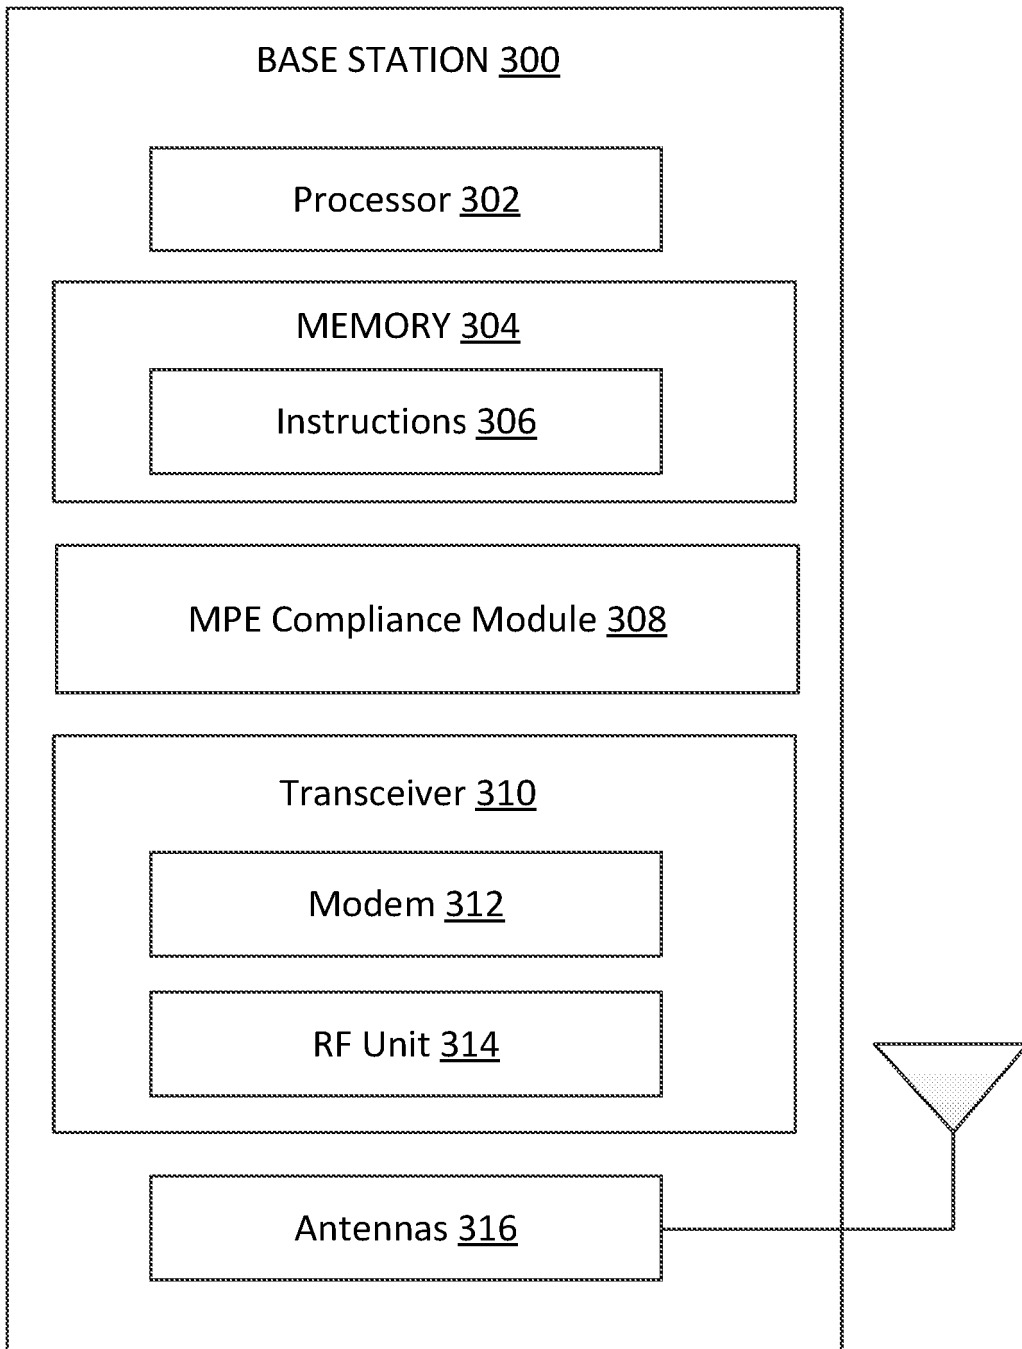 BASE STATION 300
Processor 302
MEMORY 304
Instructions 306
MPE Compliance Module 308
Transceiver 310
Modem 312
RF Unit 314
Antennas 316